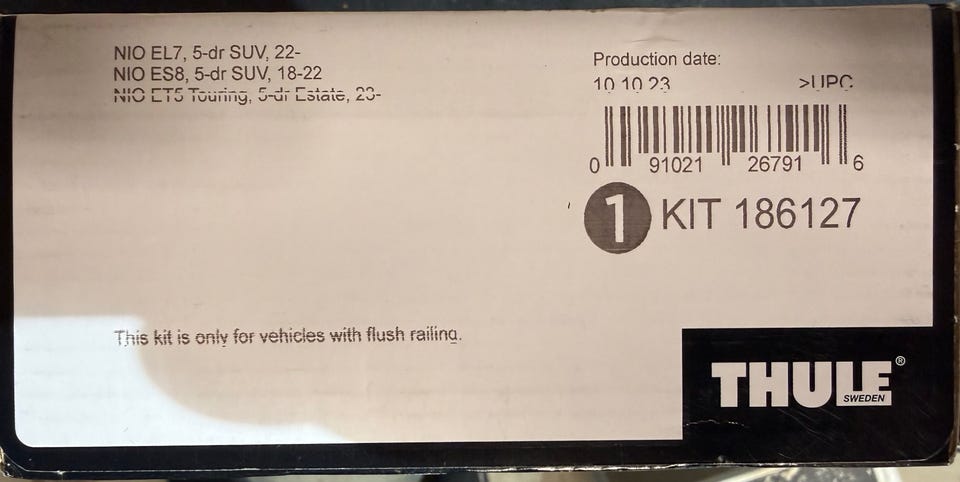 NIO EL7, 5-dr SUV, 22-
NIO ES8, 5-dr SUV, 18-22
NIO ET5 Touring, 5-dr Estate, 23-
Production date:
10 10 23 >UPC
0 91021 26791 6
1 KIT 186127
This kit is only for vehicles with flush railing.
THULE®
SWEDEN